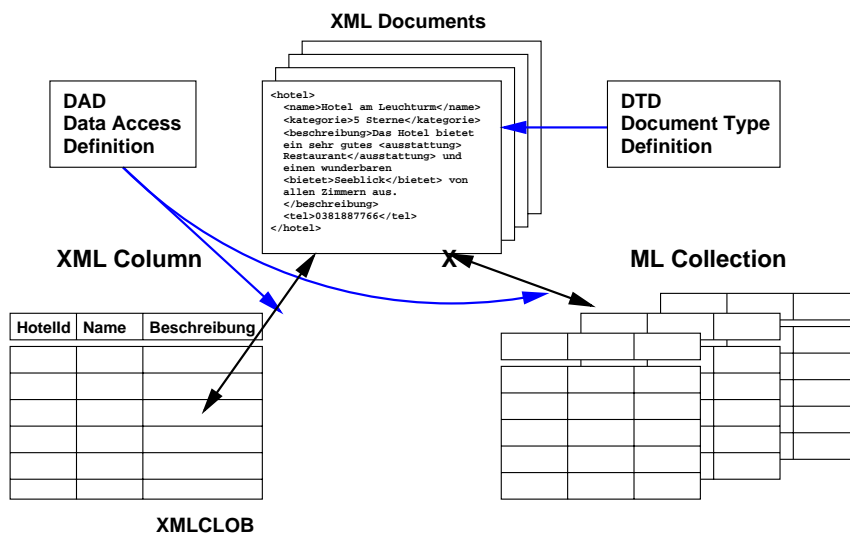 XML Documents
DAD
Data Access
Definition
<hotel>
<name>Hotel am Leuchturm</name>
<kategorie>5 Sterne</kategorie>
<beschreibung>Das Hotel bietet
ein sehr gutes <ausstattung>
Restaurant</ausstattung> und
einen wunderbaren
<bietet>Seeblick</bietet> von
allen Zimmern aus.
</beschreibung>
<tel>0381887766</tel>
</hotel>
DTD
Document Type
Definition
XML Column
X
ML Collection
HotelId Name Beschreibung
XMLCLOB